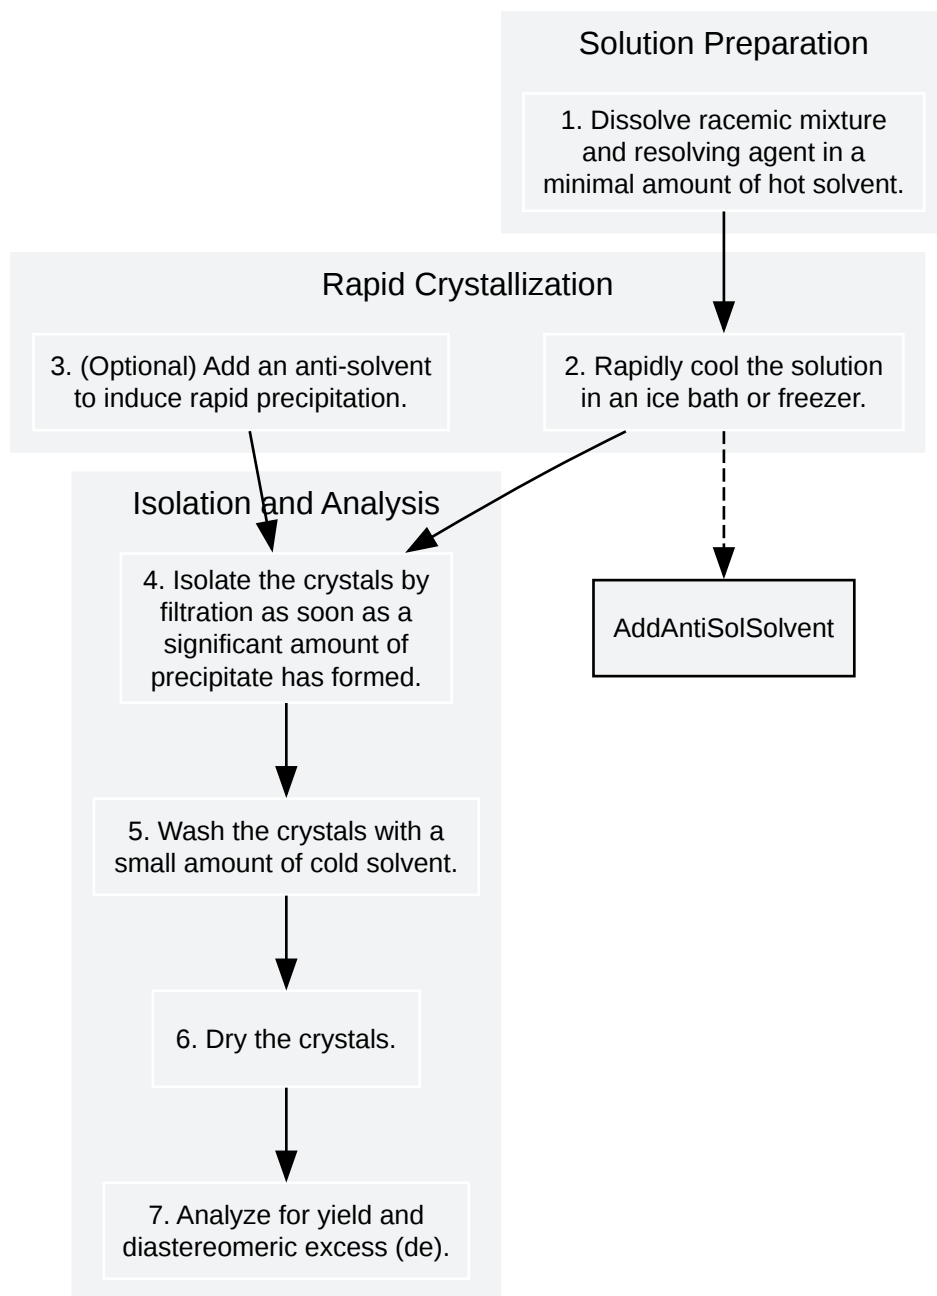 Solution Preparation
1. Dissolve racemic mixture
and resolving agent in a
minimal amount of hot solvent.
Rapid Crystallization
3. (Optional) Add an anti-solvent
to induce rapid precipitation.
2. Rapidly cool the solution
in an ice bath or freezer.
Isolation and Analysis
4. Isolate the crystals by
filtration as soon as a
significant amount of
precipitate has formed.
AddAntiSolSolvent
5. Wash the crystals with a
small amount of cold solvent.
6. Dry the crystals.
7. Analyze for yield and
diastereomeric excess (de).